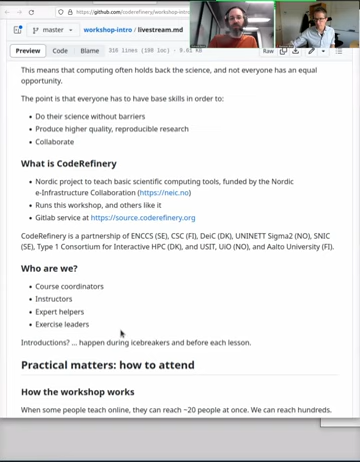 https://github.com/coderefinery/workshop-intro
master
workshop-intro / livestream.md
Preview
Code
Blame
316 lines (190 loc) · 9.61 KB
Raw
This means that computing often holds back the science, and not everyone has an equal
opportunity.
The point is that everyone has to have base skills in order to:
• Do their science without barriers
• Produce higher quality, reproducible research
• Collaborate
What is CodeRefinery
• Nordic project to teach basic scientific computing tools, funded by the Nordic
e-Infrastructure Collaboration (https://neic.no)
• Runs this workshop, and others like it
• Gitlab service at https://source.coderefinery.org
CodeRefinery is a partnership of ENCCS (SE), CSC (FI), DeiC (DK), UNINETT Sigma2 (NO), SNIC
(SE), Type 1 Consortium for Interactive HPC (DK), and USIT, UiO (NO), and Aalto University (FI).
Who are we?
• Course coordinators
• Instructors
• Expert helpers
• Exercise leaders
Introductions? ... happen during icebreakers and before each lesson.
Practical matters: how to attend
How the workshop works
When some people teach online, they can reach ~20 people at once. We can reach hundreds.